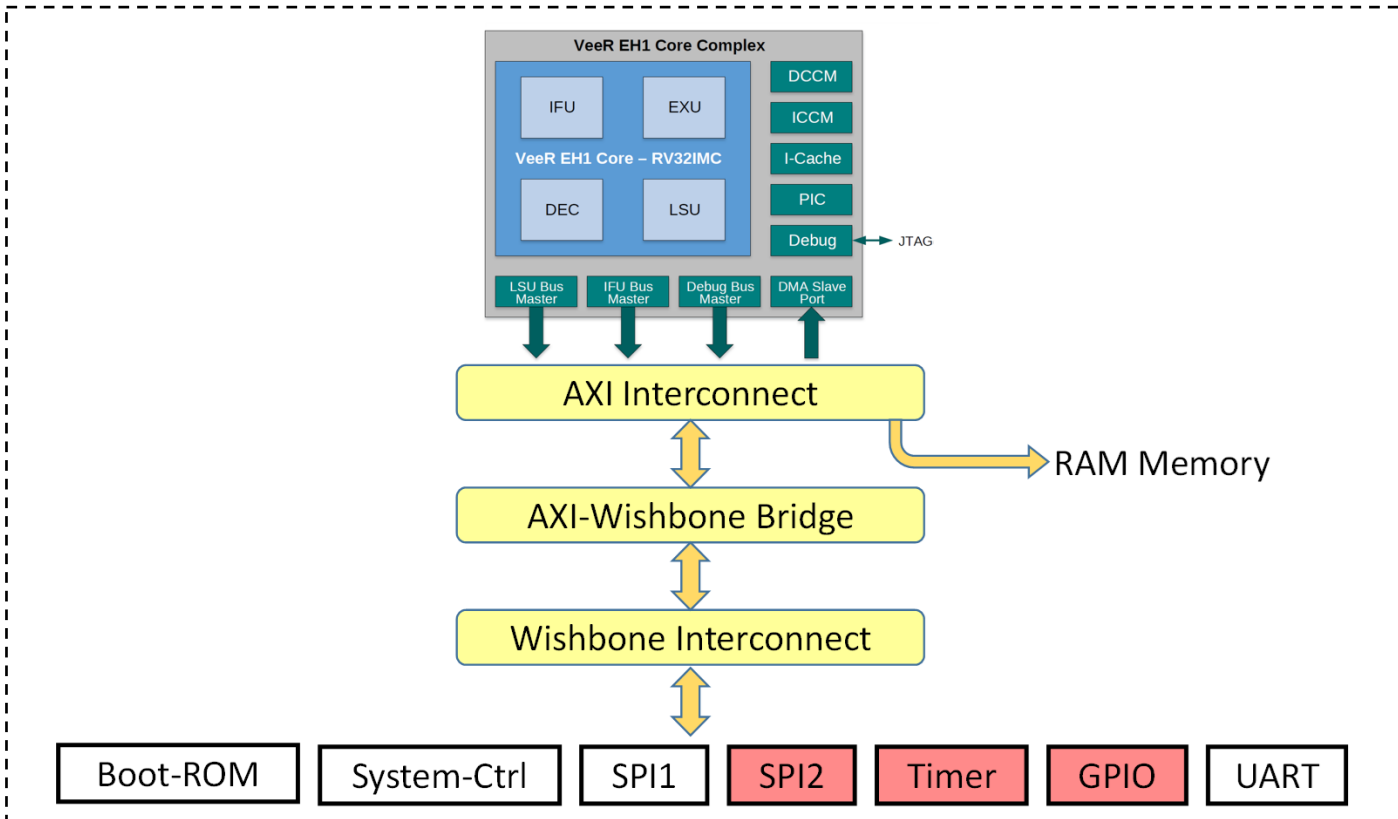 VeeR EH1 Core Complex
IFU
EXU
VeeR EH1 Core – RV32IMC
DEC
LSU
DCCM
ICCM
I-Cache
PIC
Debug
JTAG
LSU Bus
Master
IFU Bus
Master
Debug Bus
Master
DMA Slave
Port
AXI Interconnect
RAM Memory
AXI-Wishbone Bridge
Wishbone Interconnect
Boot-ROM
System-Ctrl
SPI1
SPI2
Timer
GPIO
UART